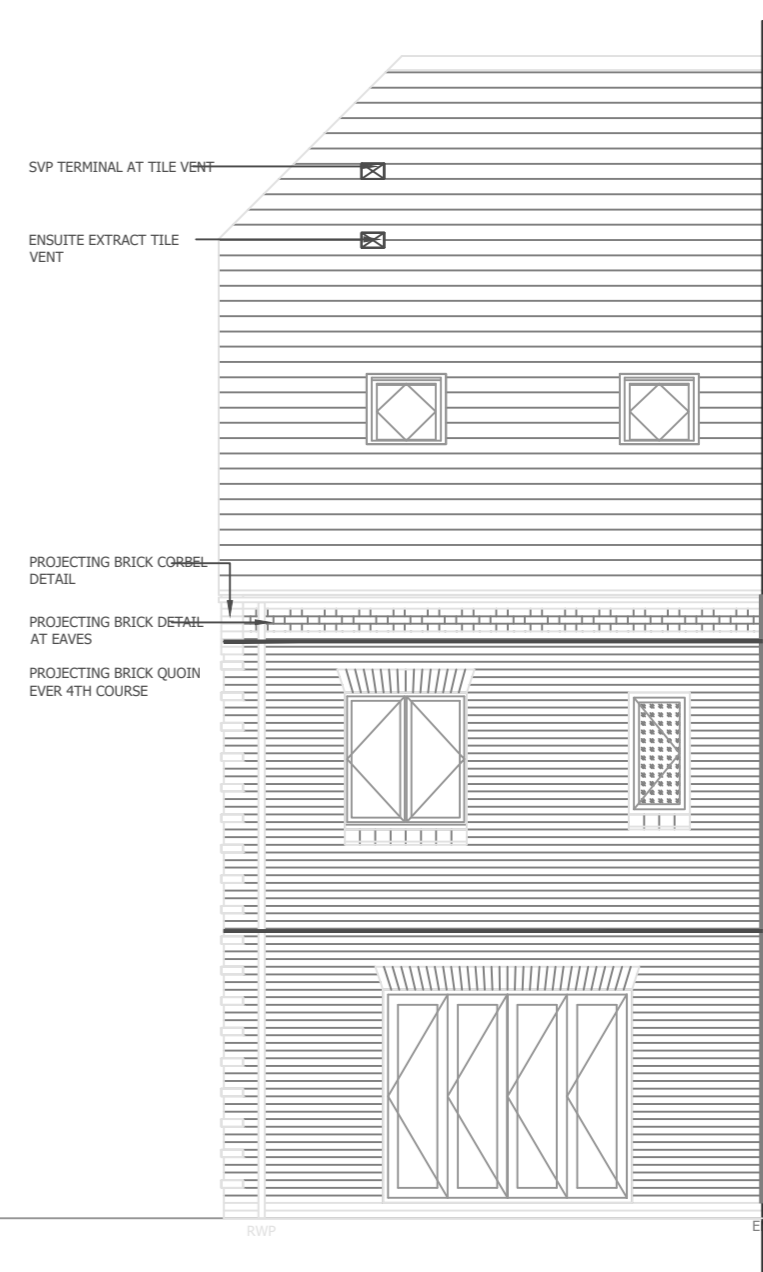 SVP TERMINAL AT TILE VENT
ENSUITE EXTRACT TILE
VENT
PROJECTING BRICK CORBEL
DETAIL
PROJECTING BRICK DETAIL
AT EAVES
PROJECTING BRICK QUOIN
EVER 4TH COURSE
RWP
E